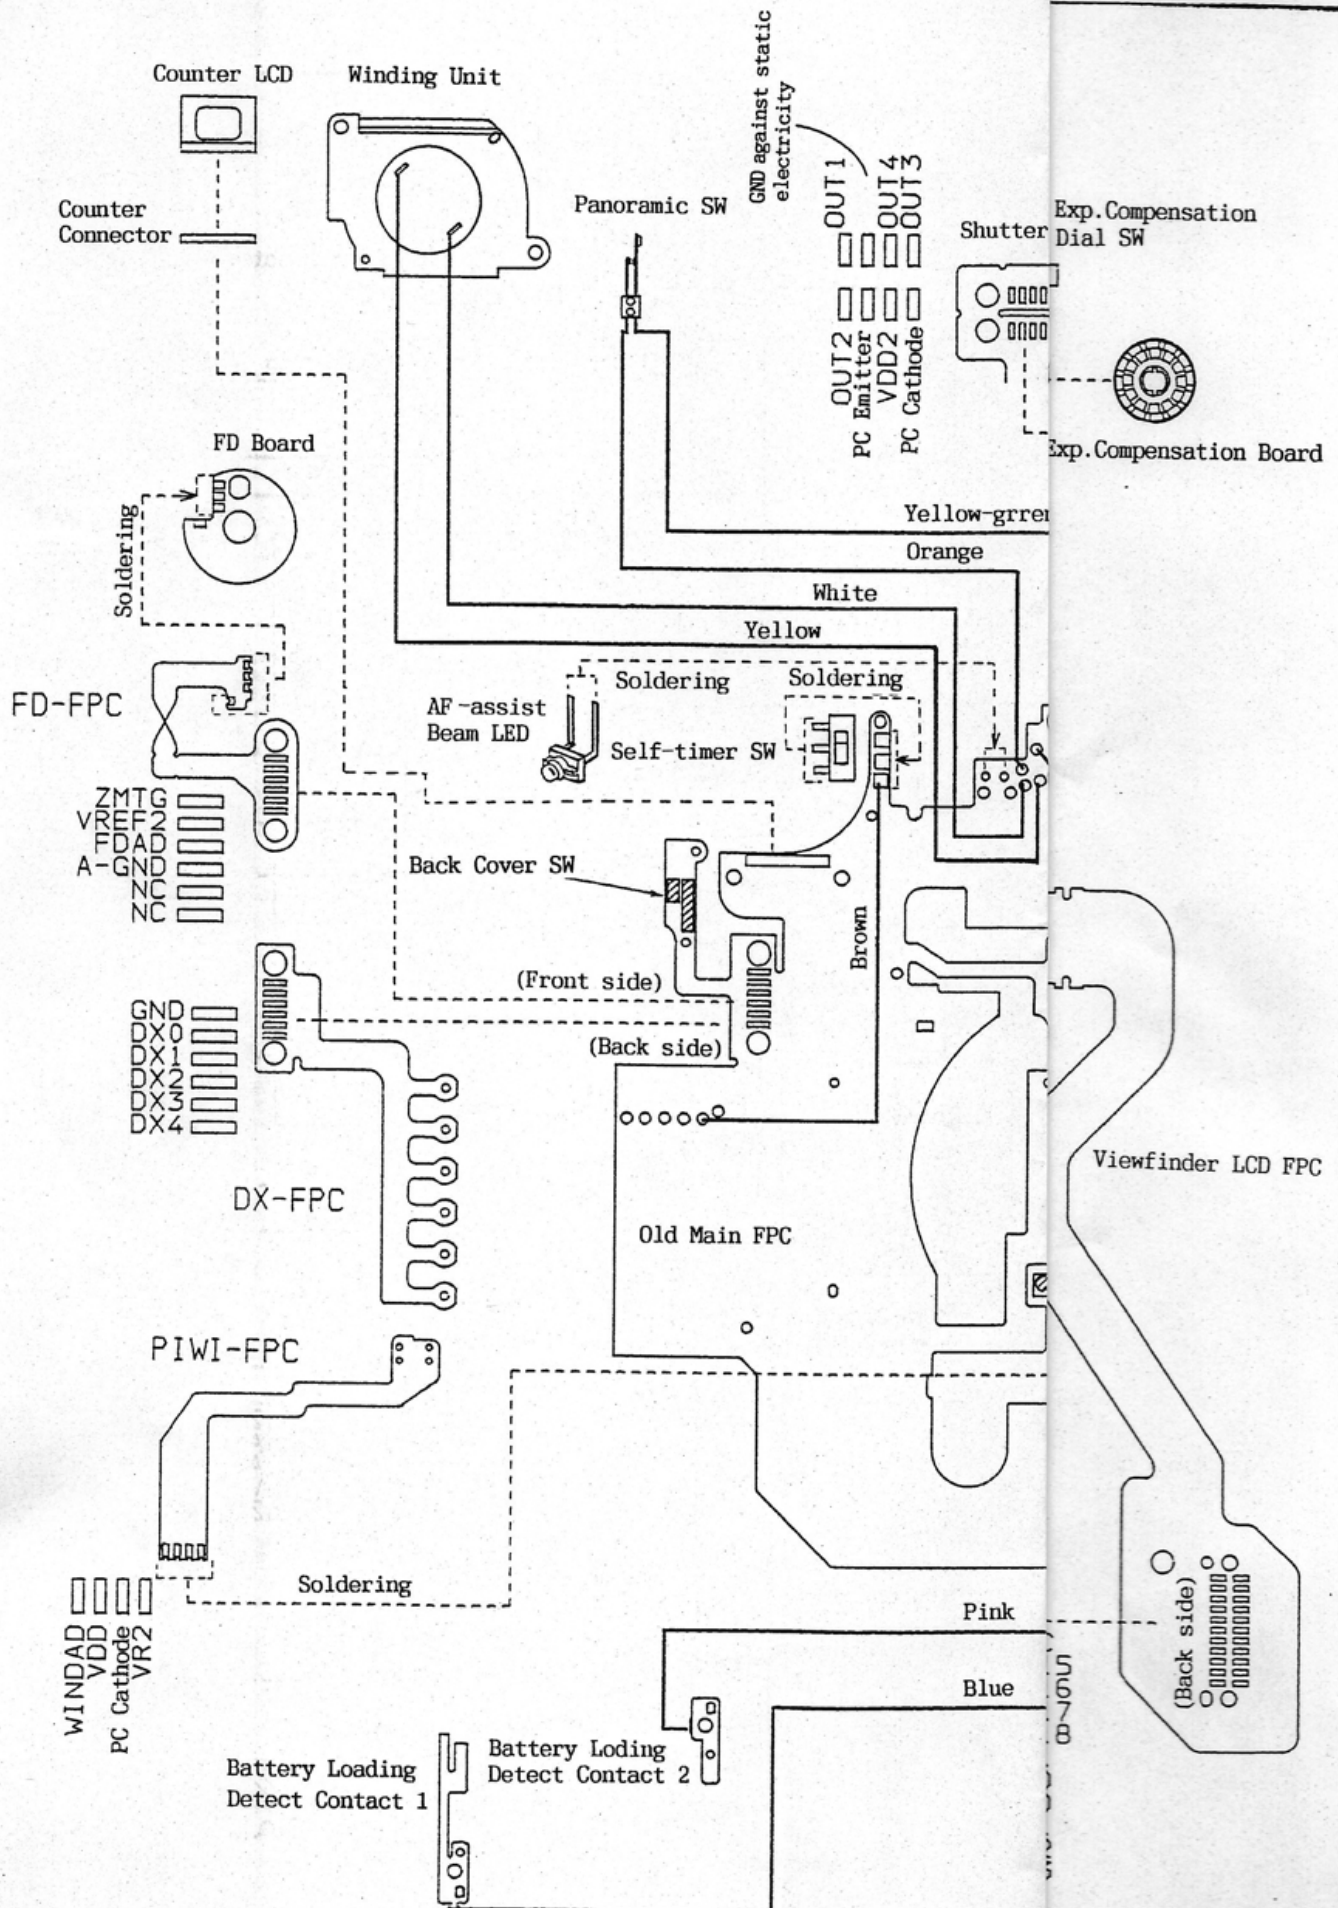 Counter LCD
Winding Unit
GND against static
electricity
Counter
Connector
Panoramic SW
OUT1
OUT4
OUT3
OUT2
PC Emitter
VDD2
PC Cathode
Shutter
Exp.Compensation
Dial SW
Exp.Compensation Board
FD Board
Soldering
Yellow-grree
Orange
White
Yellow
FD-FPC
AF-assist
Beam LED
Soldering
Soldering
Self-timer SW
ZMTG
VREF2
FDAD
A-GND
NC
NC
Back Cover SW
Brown
(Front side)
(Back side)
GND
DX0
DX1
DX2
DX3
DX4
DX-FPC
Viewfinder LCD FPC
Old Main FPC
PIWI-FPC
Soldering
WINDAD
VDD
PC Cathode
VR2
Pink
Blue
(Back side)
5
6
7
8
Battery Loading
Detect Contact 1
Battery Loding
Detect Contact 2